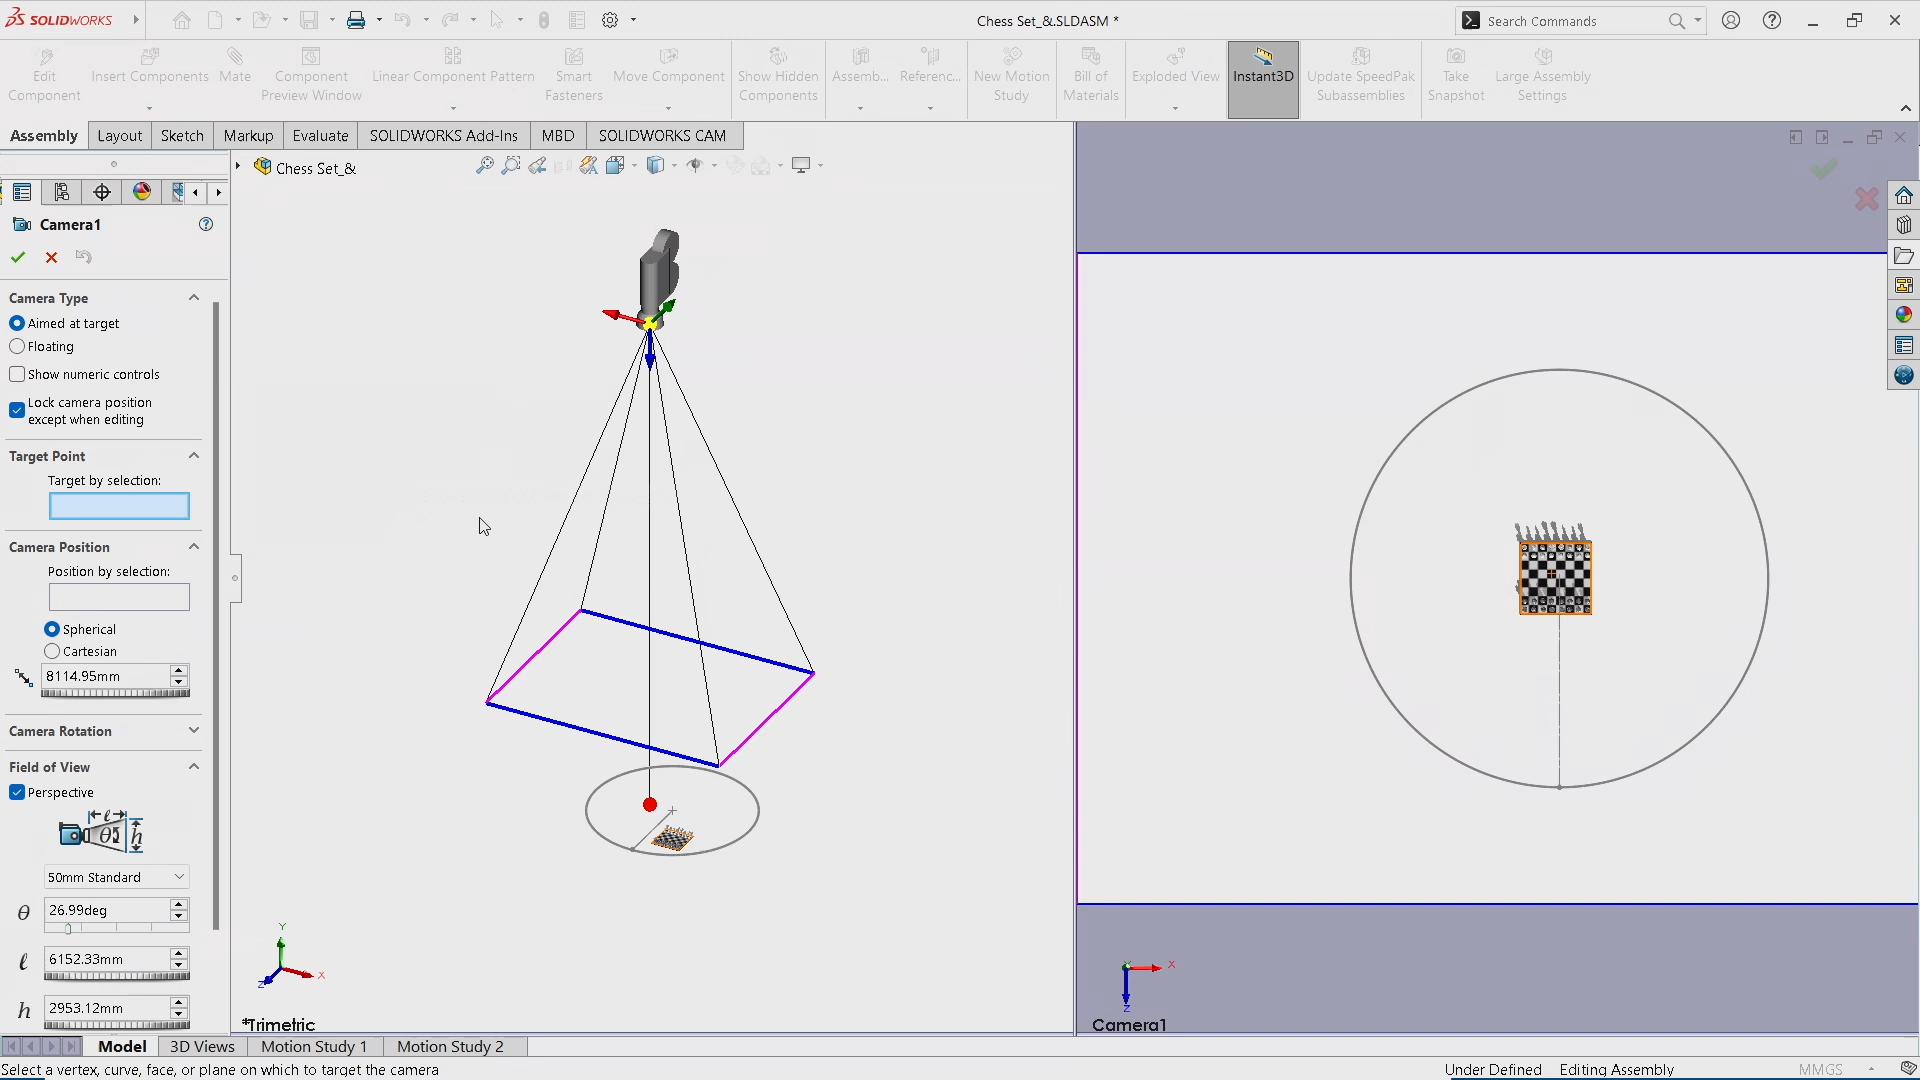 SOLIDWORKS
Chess Set_&.SLDASM *
Search Commands
Edit Component
Insert Components
Mate
Component Preview Window
Linear Component Pattern
Smart Fasteners
Move Component
Show Hidden Components
Assemb...
Referenc...
New Motion Study
Bill of Materials
Exploded View
Instant3D
Update SpeedPak Subassemblies
Take Snapshot
Large Assembly Settings
Assembly
Layout
Sketch
Markup
Evaluate
SOLIDWORKS Add-Ins
MBD
SOLIDWORKS CAM
Chess Set_&
Camera1
Camera Type
Aimed at target
Floating
Show numeric controls
Lock camera position
except when editing
Target Point
Target by selection:
Camera Position
Position by selection:
Spherical
Cartesian
8114.95mm
Camera Rotation
Field of View
Perspective
ℓ
θ
h
50mm Standard
θ 26.99deg
ℓ 6152.33mm
h 2953.12mm
Y
X
Z
*Trimetric
X
Z
Camera1
Model
3D Views
Motion Study 1
Motion Study 2
Select a vertex, curve, face, or plane on which to target the camera
Under Defined
Editing Assembly
MMGS